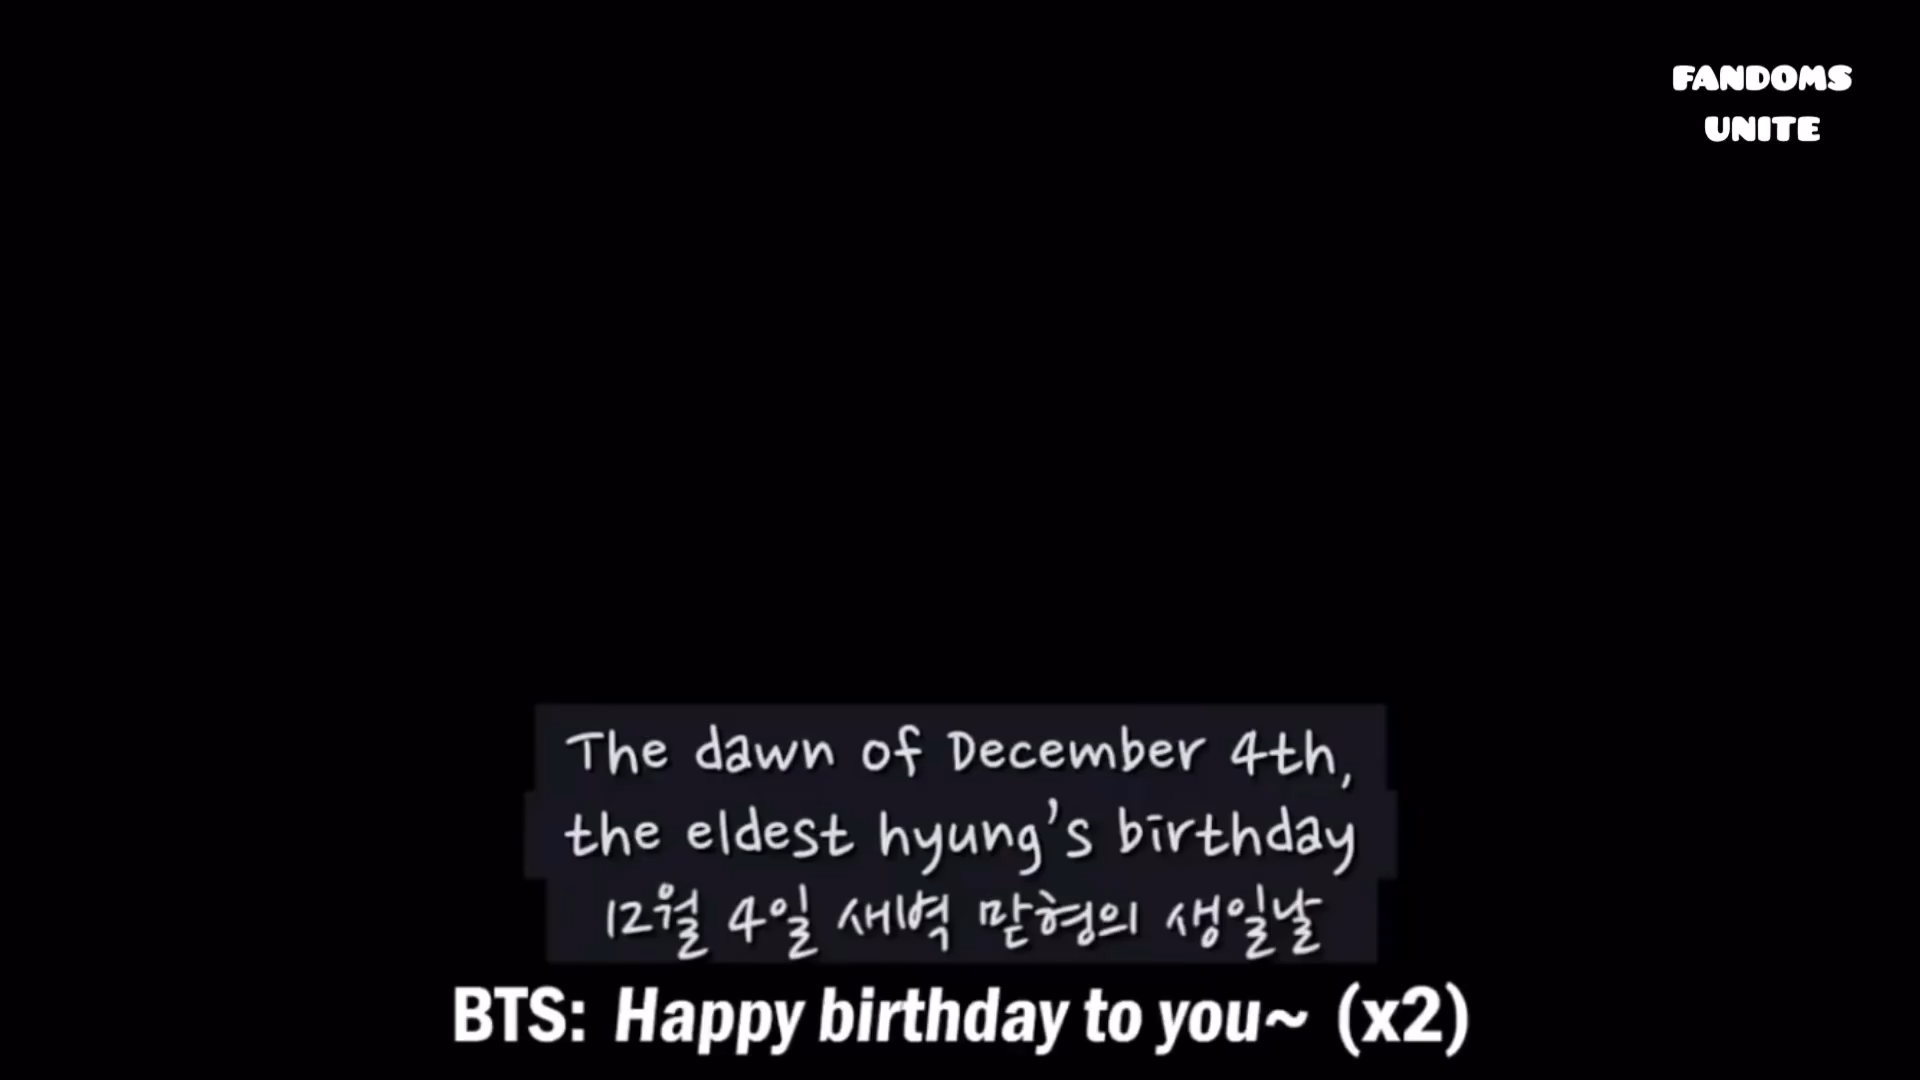 FANDOMS
UNITE
The dawn of December 4th,
the eldest hyung's birthday
12월 4일 새벽 맏형의 생일날
BTS: Happy birthday to you~ (x2)